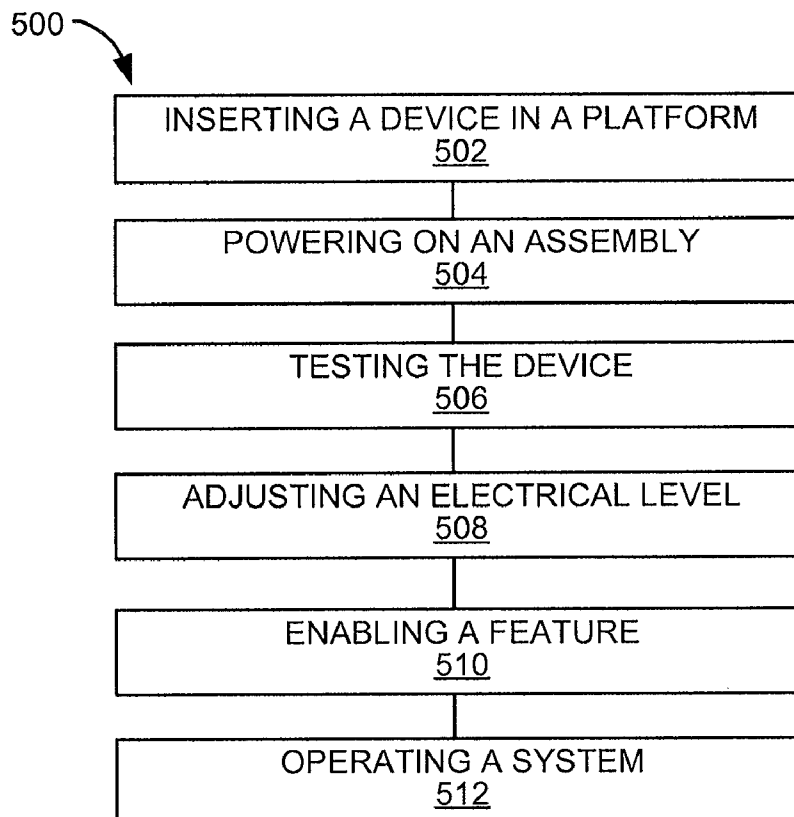 500
INSERTING A DEVICE IN A PLATFORM
502
POWERING ON AN ASSEMBLY
504
TESTING THE DEVICE
506
ADJUSTING AN ELECTRICAL LEVEL
508
ENABLING A FEATURE
510
OPERATING A SYSTEM
512